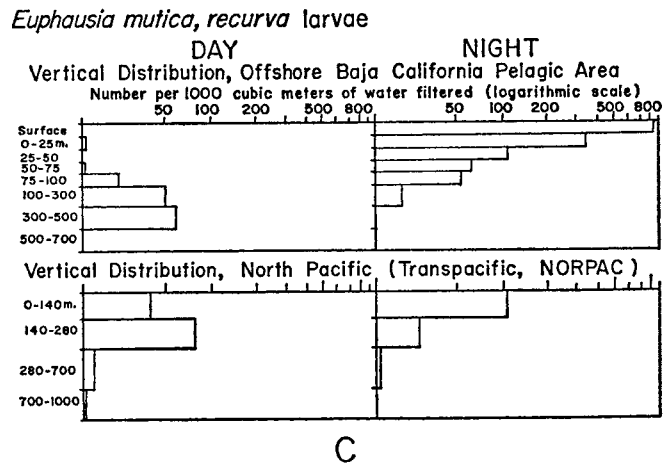 Euphausia mutica, recurva larvae
DAY NIGHT
Vertical Distribution, Offshore Baja California Pelagic Area
Number per 1000 cubic meters of water filtered (logarithmic scale)
50 100 200 500 800 50 100 200 500 800
Surface
0-25m.
25-50
50-75
75-100
100-300
300-500
500-700
Vertical Distribution, North Pacific (Transpacific, NORPAC)
0-140m.
140-280
280-700
700-1000
C